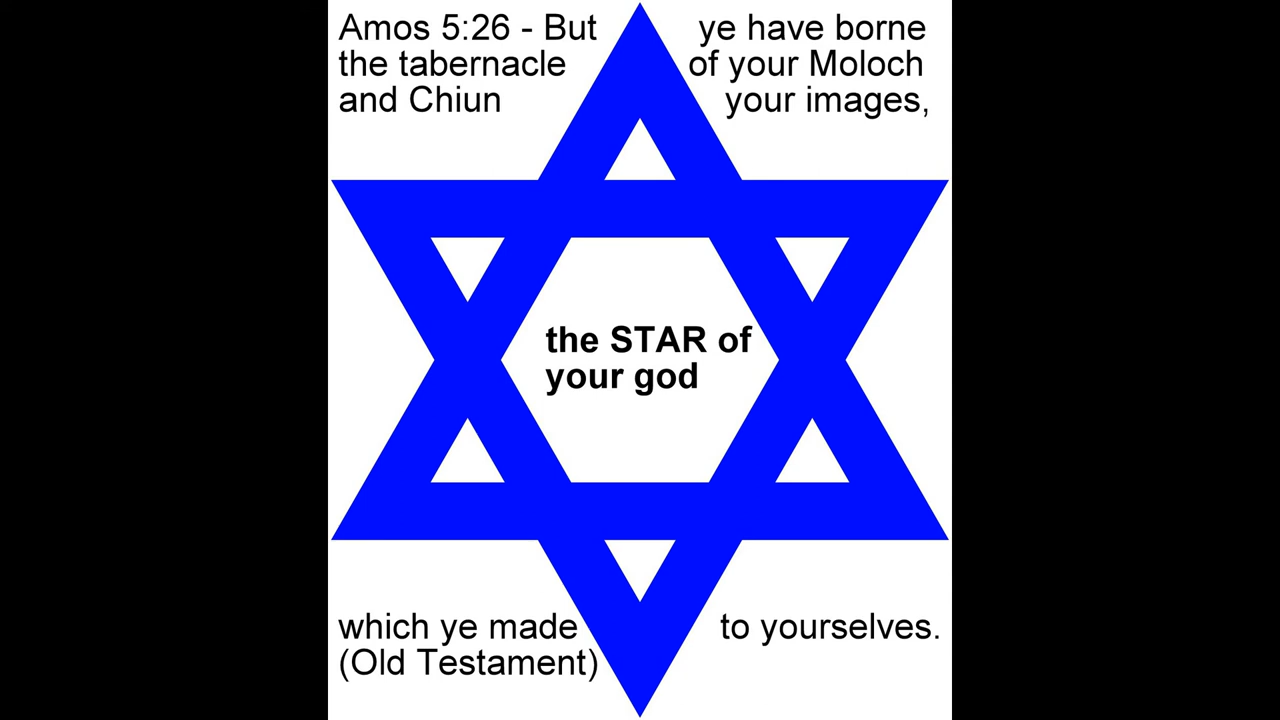 Amos 5:26 - But ye have borne
the tabernacle of your Moloch
and Chiun your images,
the STAR of
your god
which ye made to yourselves.
(Old Testament)